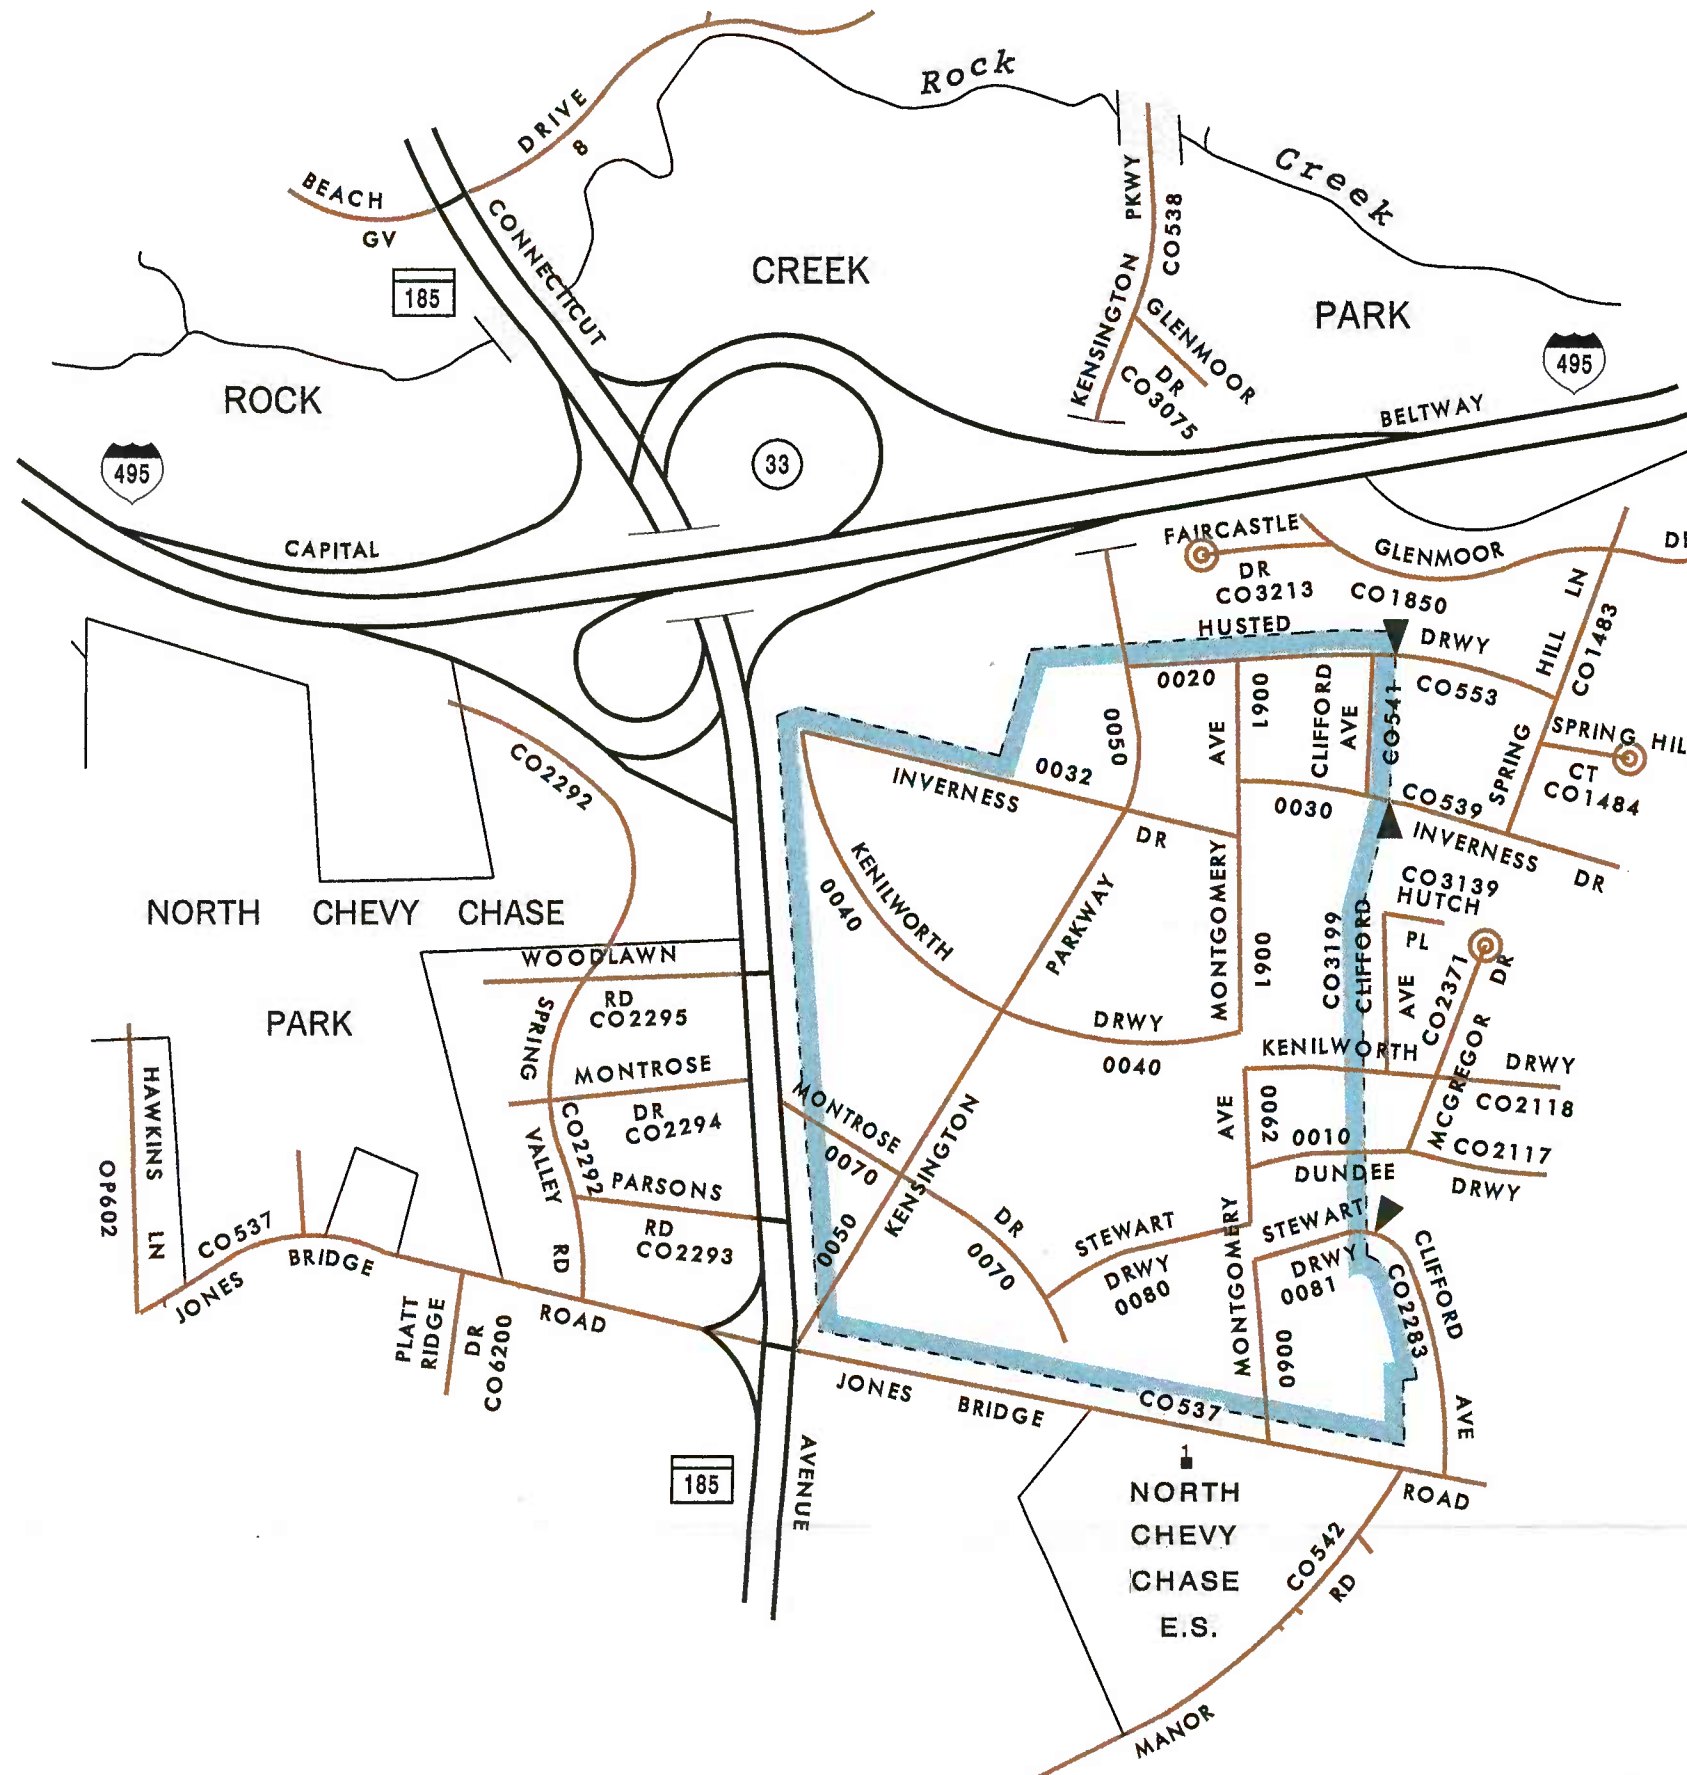 Rock
Creek
BEACH
DRIVE
8
GV
185
CONNECTICUT
CREEK
KENSINGTON PKWY
CO538
GLENMOOR
DR
CO3075
PARK
495
ROCK
495
33
BELTWAY
CAPITAL
FAIRCASTLE
DR
CO3213
GLENMOOR
CO1850
HUSTED
DRWY
CO553
HILL LN
CO1483
SPRING
SPRING HIL
CT
CO1484
0020
0050
0061
AVE
CLIFFORD
AVE
CO541
0032
INVERNESS
DR
0030
CO539
INVERNESS
DR
CO2292
KENILWORTH
0040
PARKWAY
MONTGOMERY
0061
CO3199
CLIFFORD
AVE
CO3139
HUTCH
PL
CO2371
MCGREGOR DR
NORTH CHEVY CHASE
PARK
WOODLAWN
RD
CO2295
SPRING
VALLEY
RD
MONTROSE
DR
CO2294
CO2292
PARSONS
RD
CO2293
DRWY
0040
KENILWORTH
DRWY
CO2118
AVE
0062
0010
DUNDEE
CO2117
DRWY
HAWKINS LN
OP602
CO537
JONES
BRIDGE
ROAD
PLATT
RIDGE
DR
CO6200
MONTROSE
0070
KENSINGTON
0050
DR
0070
STEWART
DRWY
0080
MONTGOMERY
STEWART
DRWY
0081
0060
CLIFFORD
AVE
CO2283
JONES
BRIDGE
CO537
ROAD
185
AVENUE
1
NORTH
CHEVY
CHASE
E.S.
CO542
RD
MANOR